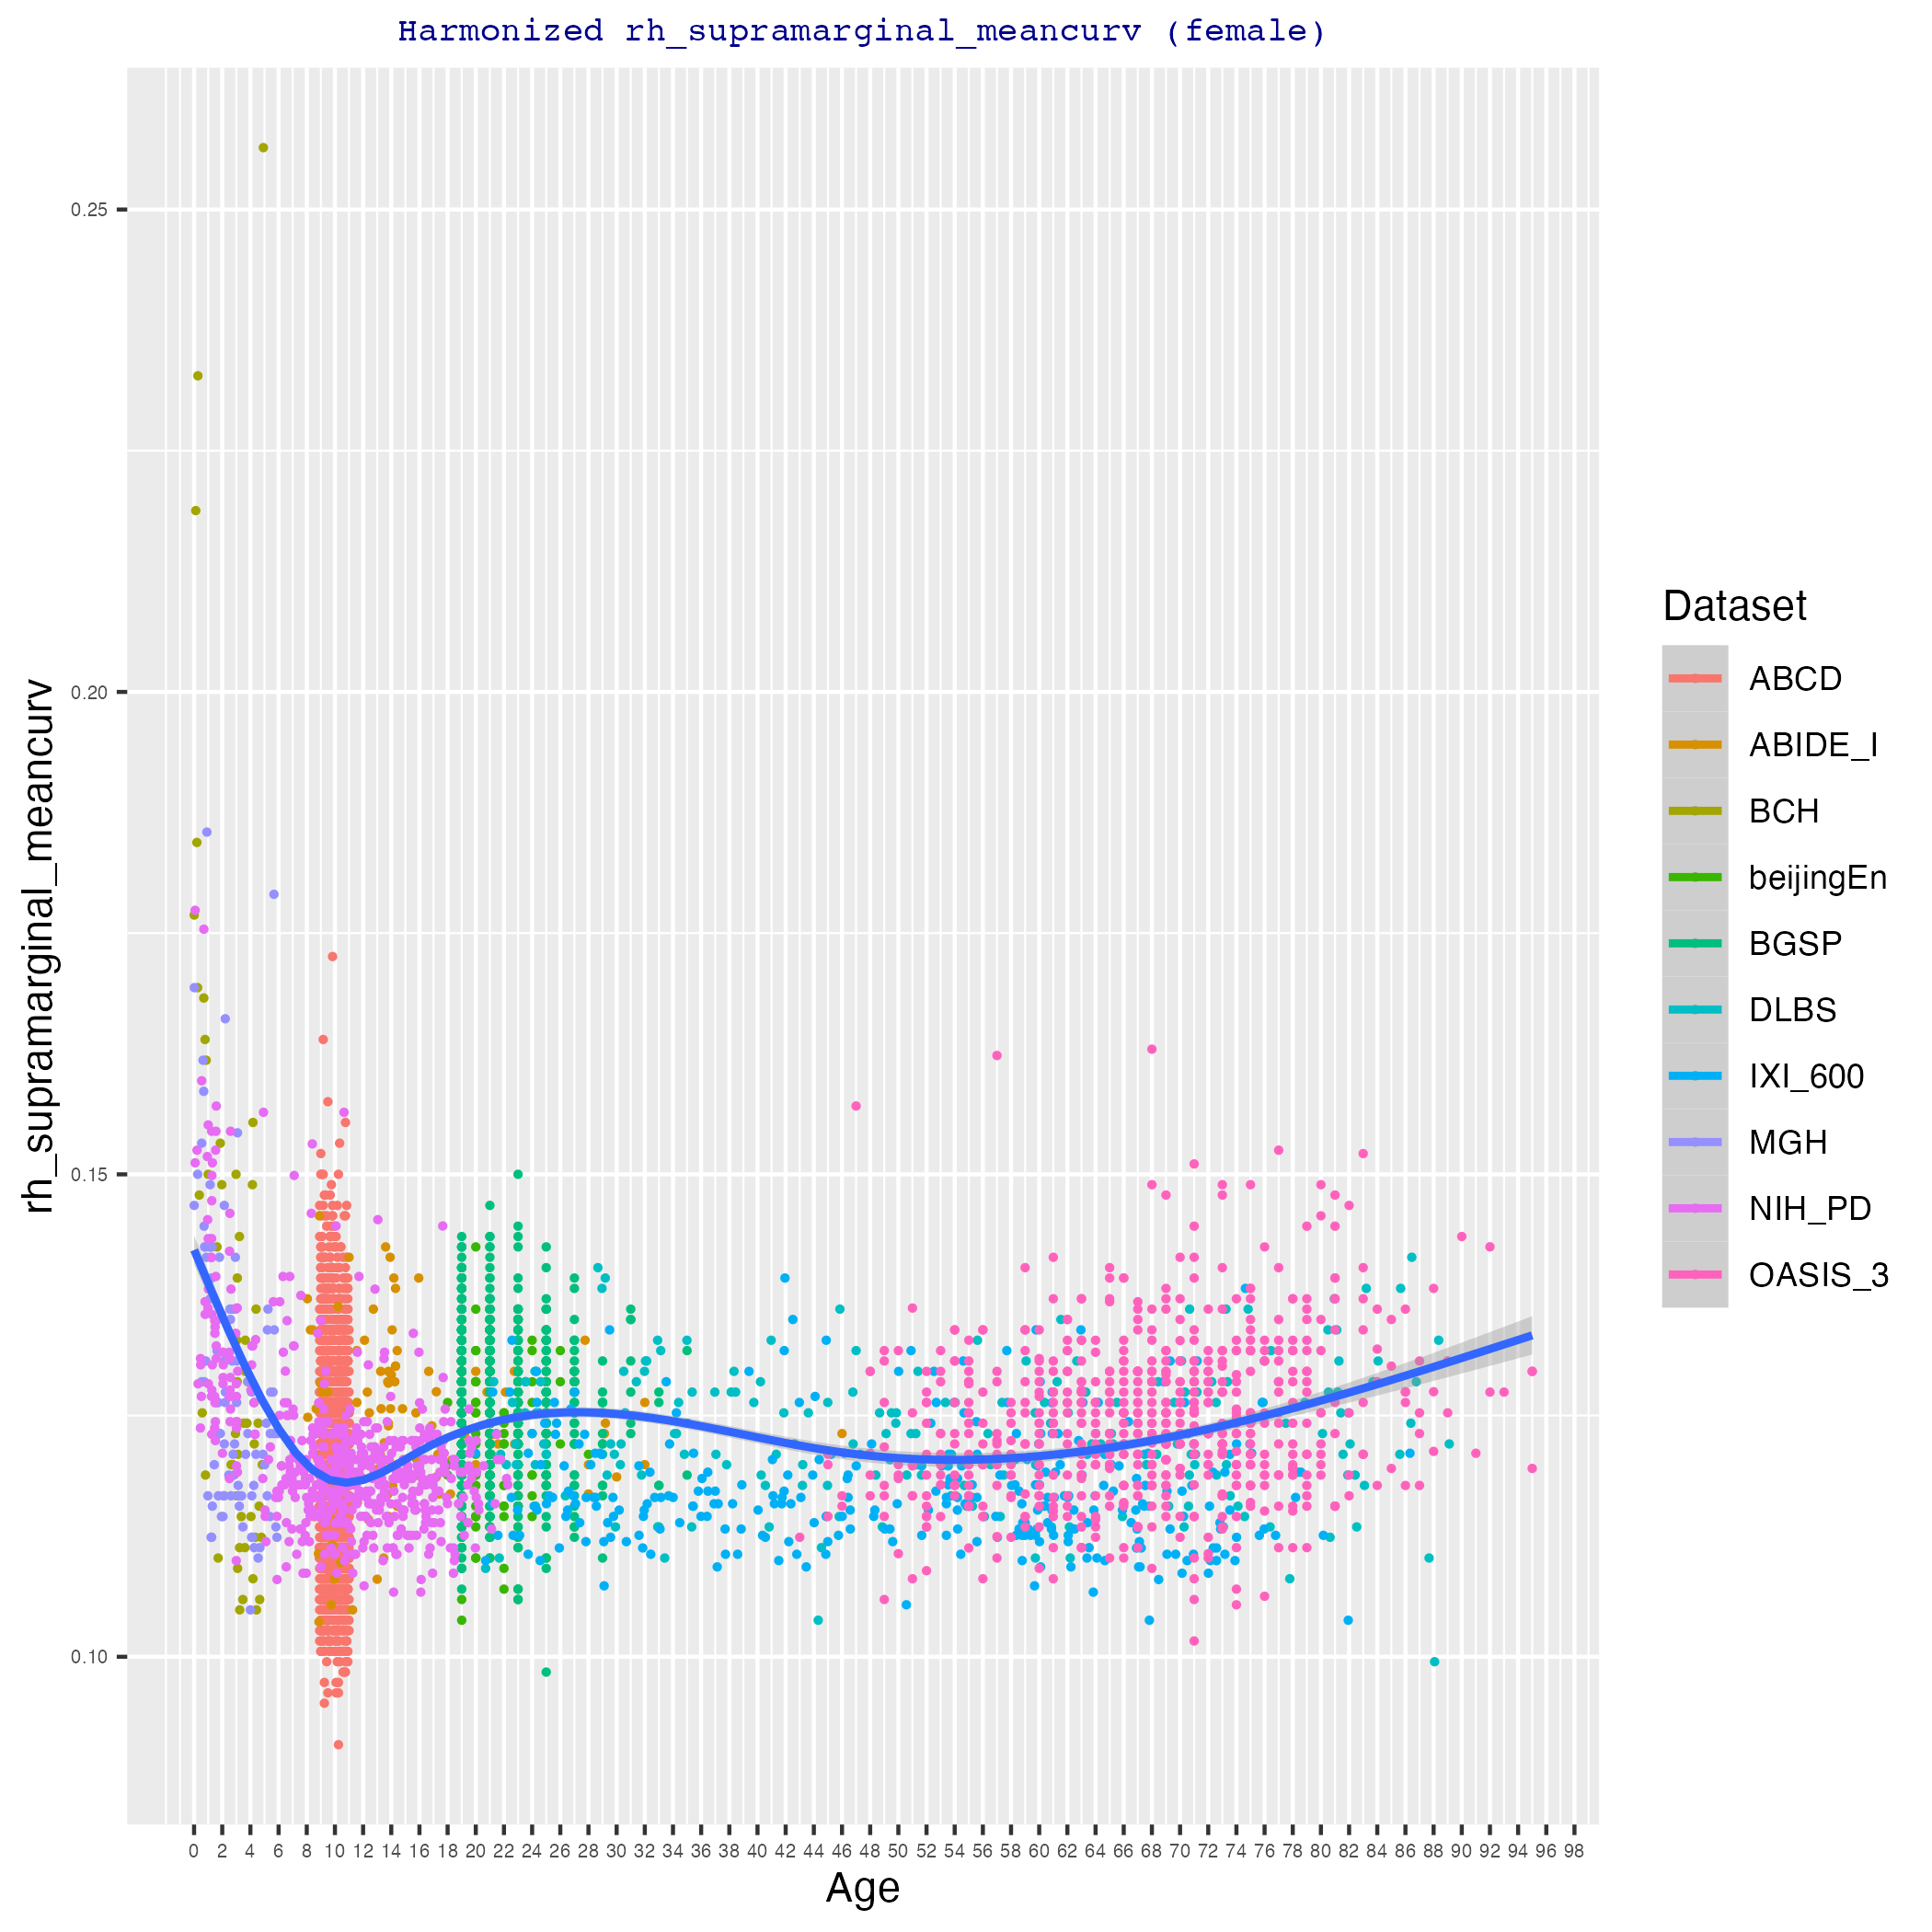 Harmonized rh_supramarginal_meancurv (female)
rh_supramarginal_meancurv
0.25
0.20
0.15
0.10
0 2 4 6 8 10 12 14 16 18 20 22 24 26 28 30 32 34 36 38 40 42 44 46 48 50 52 54 56 58 60 62 64 66 68 70 72 74 76 78 80 82 84 86 88 90 92 94 96 98
Age
Dataset
ABCD
ABIDE_I
BCH
beijingEn
BGSP
DLBS
IXI_600
MGH
NIH_PD
OASIS_3